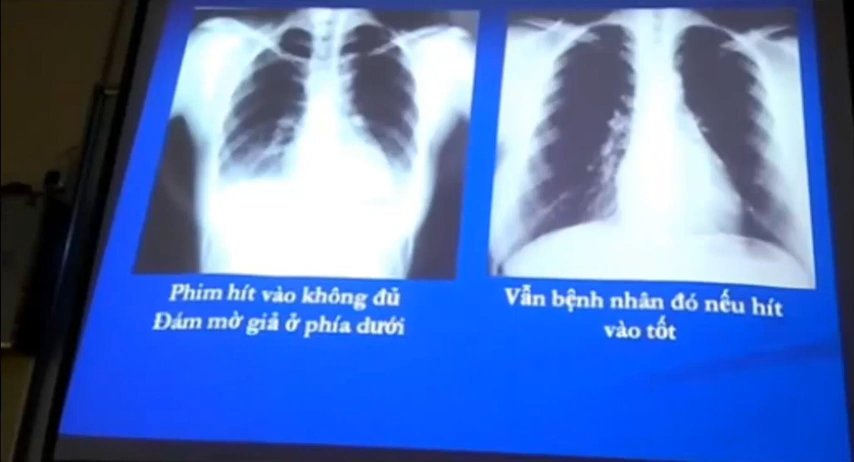 Phim hít vào không đủ
Đám mờ giả ở phía dưới
Vẫn bệnh nhân đó nếu hít
vào tốt